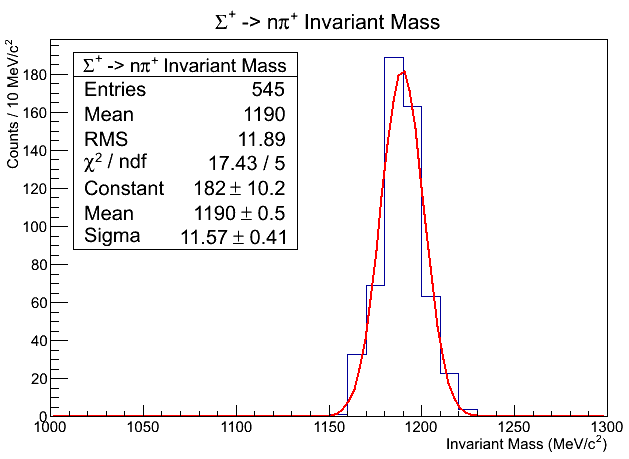 Σ⁺ -> nπ⁺ Invariant Mass
Counts / 10 MeV/c²
Σ⁺ -> nπ⁺ Invariant Mass
Entries 545
Mean 1190
RMS 11.89
χ² / ndf 17.43 / 5
Constant 182 ± 10.2
Mean 1190 ± 0.5
Sigma 11.57 ± 0.41
180
160
140
120
100
80
60
40
20
0
1000 1050 1100 1150 1200 1250 1300
Invariant Mass (MeV/c²)